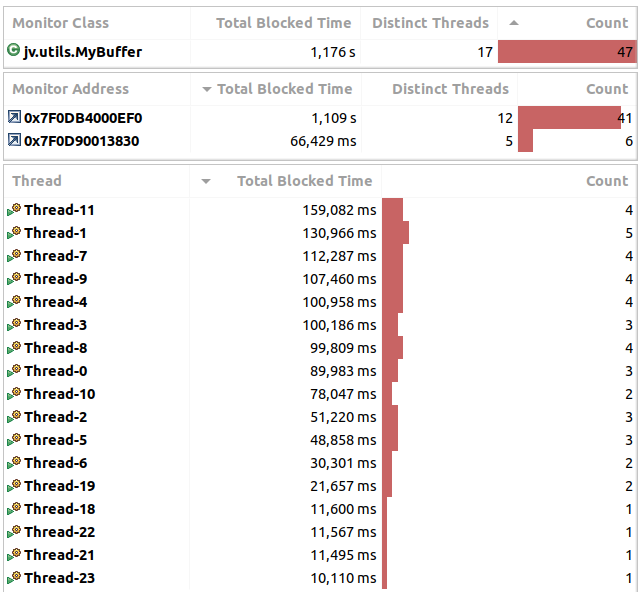 Monitor Class Total Blocked Time Distinct Threads Count
jv.utils.MyBuffer 1,176 s 17 47
Monitor Address Total Blocked Time Distinct Threads Count
0x7F0DB4000EF0 1,109 s 12 41
0x7F0D90013830 66,429 ms 5 6
Thread Total Blocked Time Count
Thread-11 159,082 ms 4
Thread-1 130,966 ms 5
Thread-7 112,287 ms 4
Thread-9 107,460 ms 4
Thread-4 100,958 ms 4
Thread-3 100,186 ms 3
Thread-8 99,809 ms 4
Thread-0 89,983 ms 3
Thread-10 78,047 ms 2
Thread-2 51,220 ms 3
Thread-5 48,858 ms 3
Thread-6 30,301 ms 2
Thread-19 21,657 ms 2
Thread-18 11,600 ms 1
Thread-22 11,567 ms 1
Thread-21 11,495 ms 1
Thread-23 10,110 ms 1